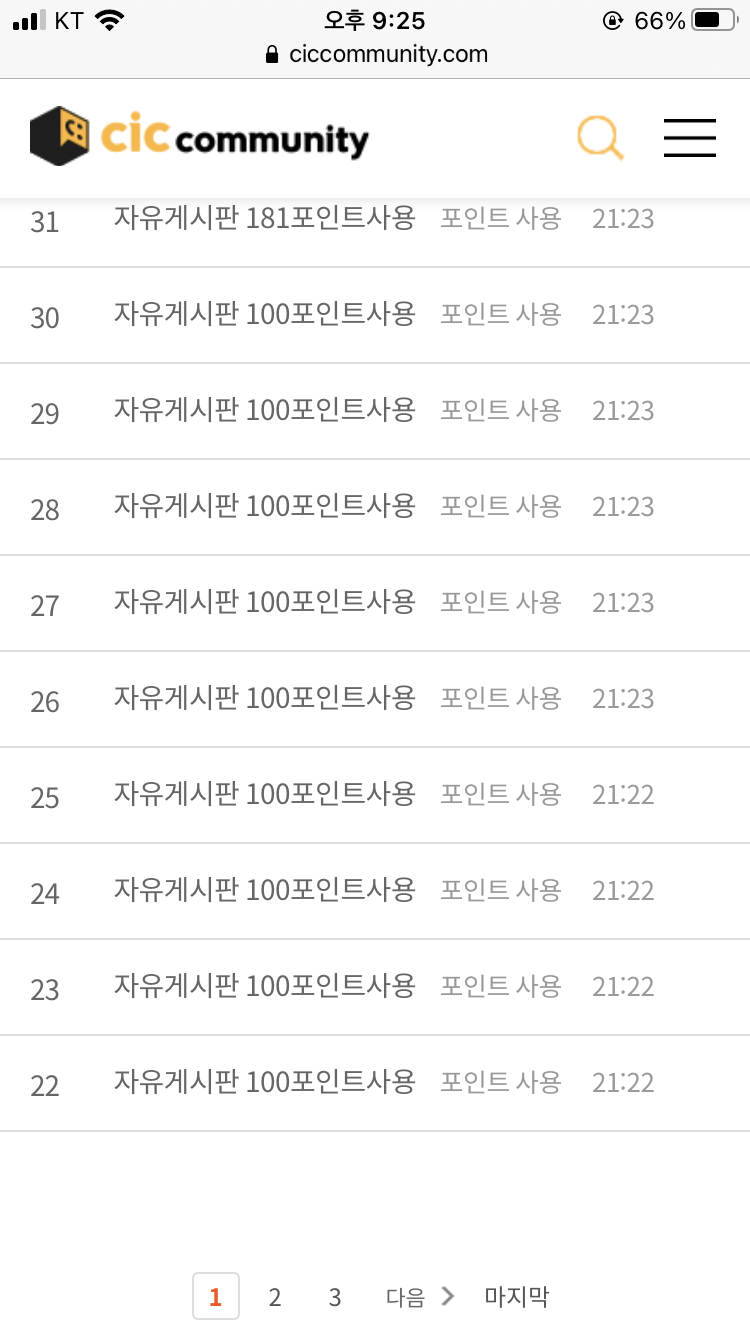 KT 오후 9:25 66%
ciccommunity.com
cic community
31 자유게시판 181포인트사용 포인트 사용 21:23
30 자유게시판 100포인트사용 포인트 사용 21:23
29 자유게시판 100포인트사용 포인트 사용 21:23
28 자유게시판 100포인트사용 포인트 사용 21:23
27 자유게시판 100포인트사용 포인트 사용 21:23
26 자유게시판 100포인트사용 포인트 사용 21:23
25 자유게시판 100포인트사용 포인트 사용 21:22
24 자유게시판 100포인트사용 포인트 사용 21:22
23 자유게시판 100포인트사용 포인트 사용 21:22
22 자유게시판 100포인트사용 포인트 사용 21:22
1 2 3 다음 마지막